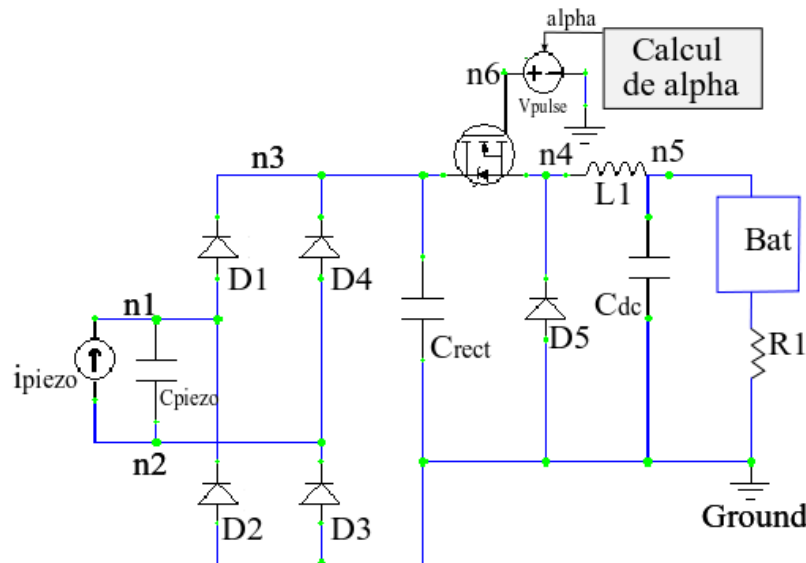 alpha
Calcul
de alpha
n6
Vpulse
n3
n4
n5
L1
Bat
D1
D4
n1
Crect
D5
Cdc
R1
ipiezo
Cpiezo
n2
D2
D3
Ground